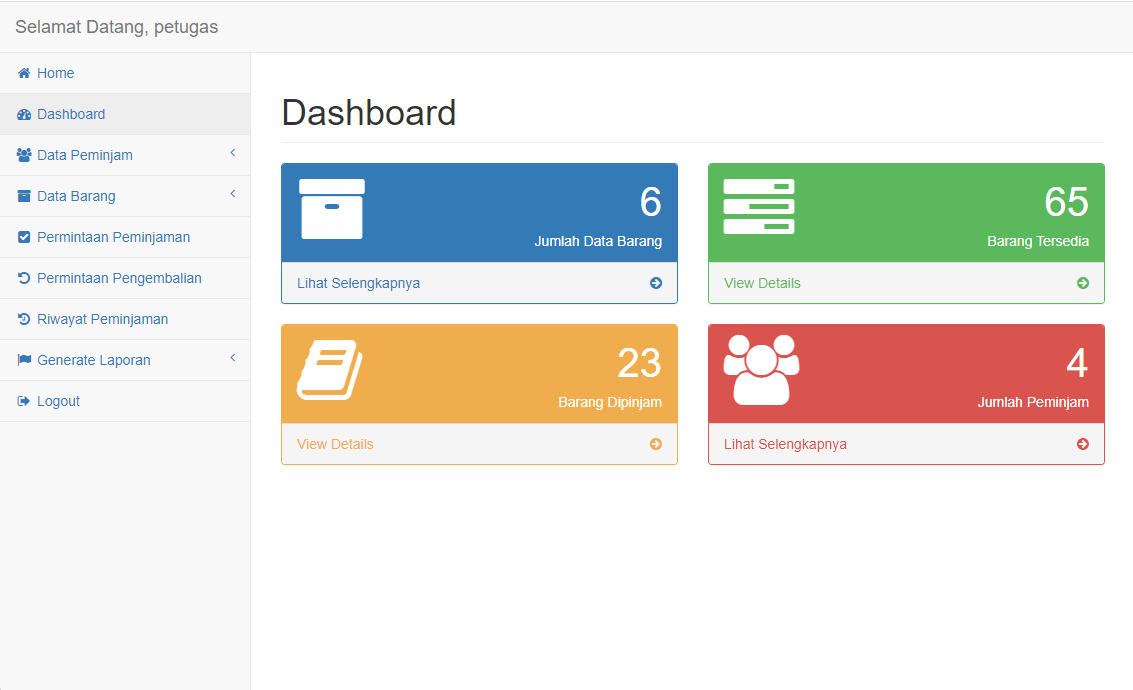 Selamat Datang, petugas
Home
Dashboard
Data Peminjam
Data Barang
Permintaan Peminjaman
Permintaan Pengembalian
Riwayat Peminjaman
Generate Laporan
Logout
Dashboard
6
Jumlah Data Barang
Lihat Selengkapnya
65
Barang Tersedia
View Details
23
Barang Dipinjam
View Details
4
Jumlah Peminjam
Lihat Selengkapnya